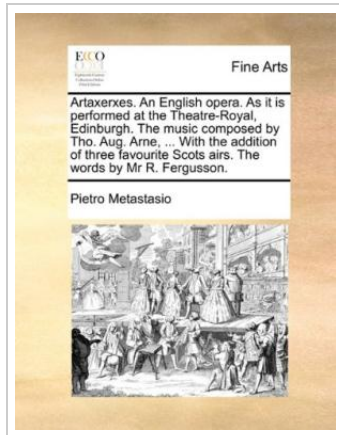 ECCO
Fine Arts
Artaxerxes. An English opera. As it is
performed at the Theatre-Royal,
Edinburgh. The music composed by
Tho. Aug. Arne, ... With the addition
of three favourite Scots airs. The
words by Mr R. Fergusson.
Pietro Metastasio